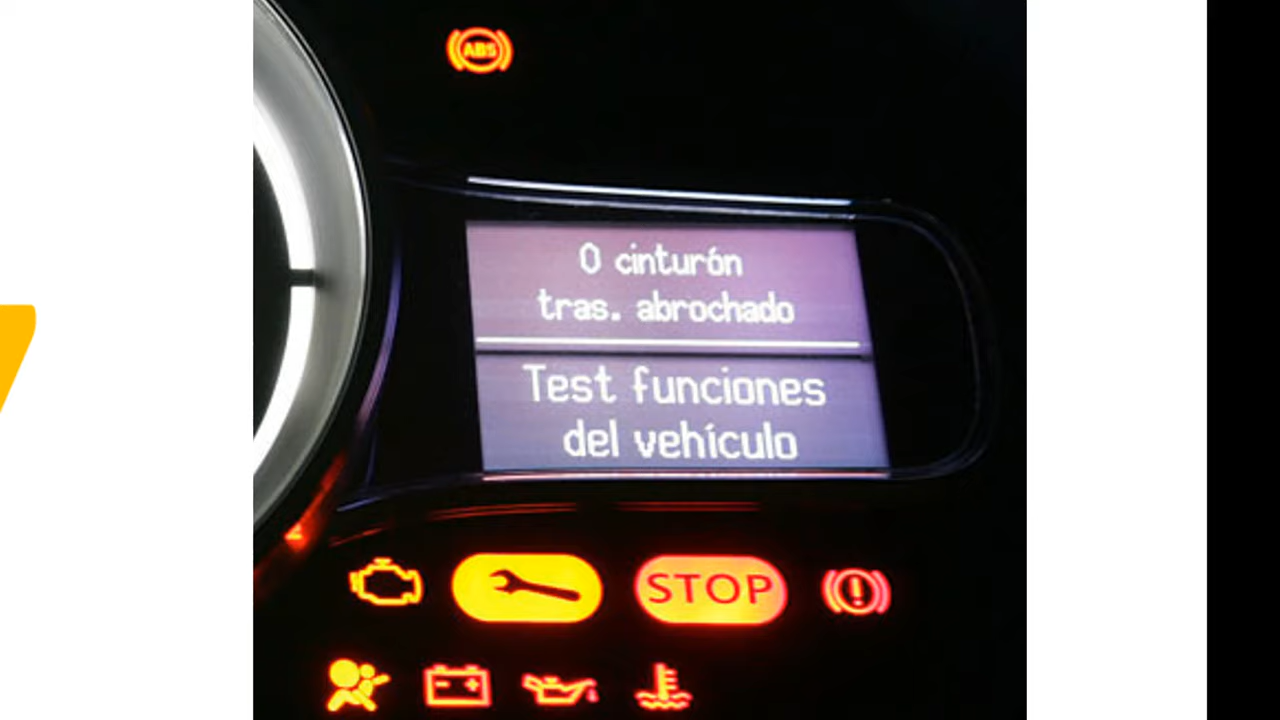 ABS
0 cinturón
tras. abrochado
Test funciones
del vehículo
STOP